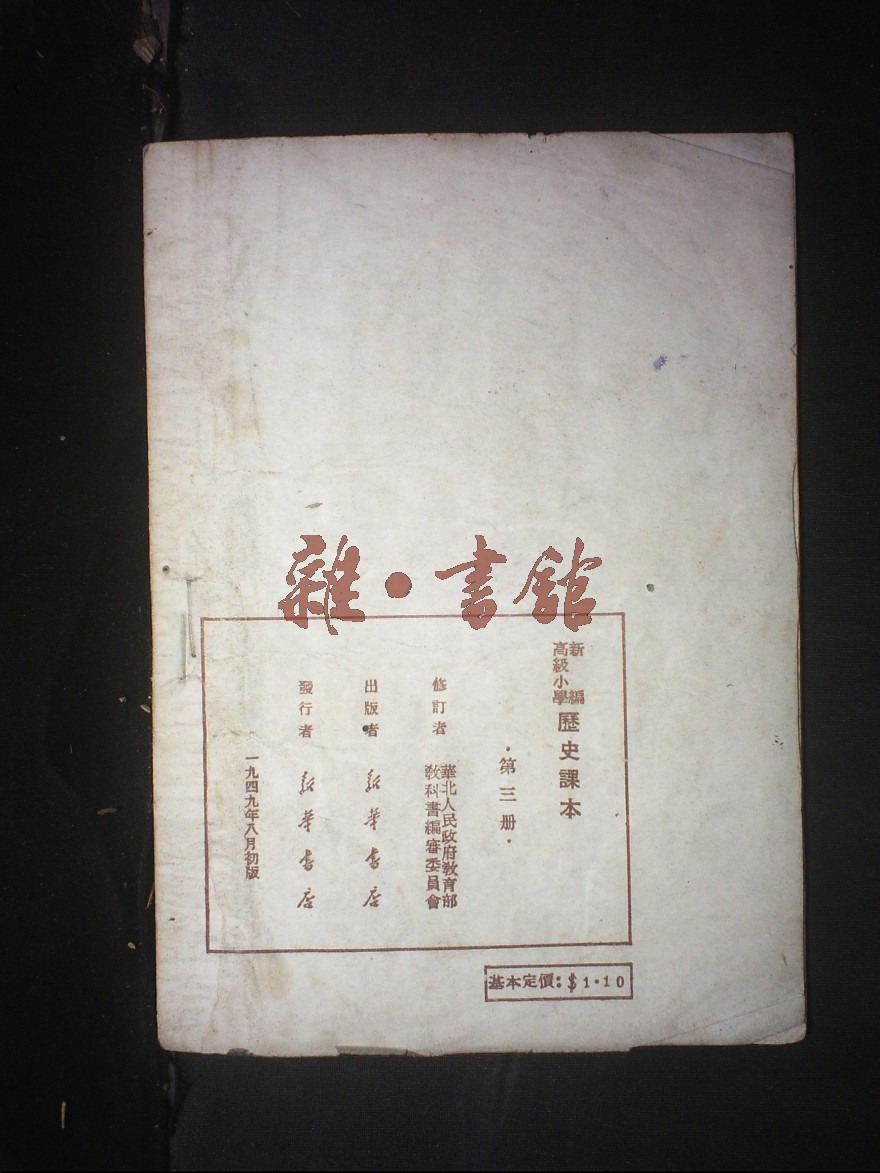 雜·書館
新編
高級小學
歷史課本
·第三册·
修訂者
華北人民政府教育部
教科書編審委員會
出版者
新華書店
發行者
新華書店
一九四九年八月初版
基本定價：$1·10